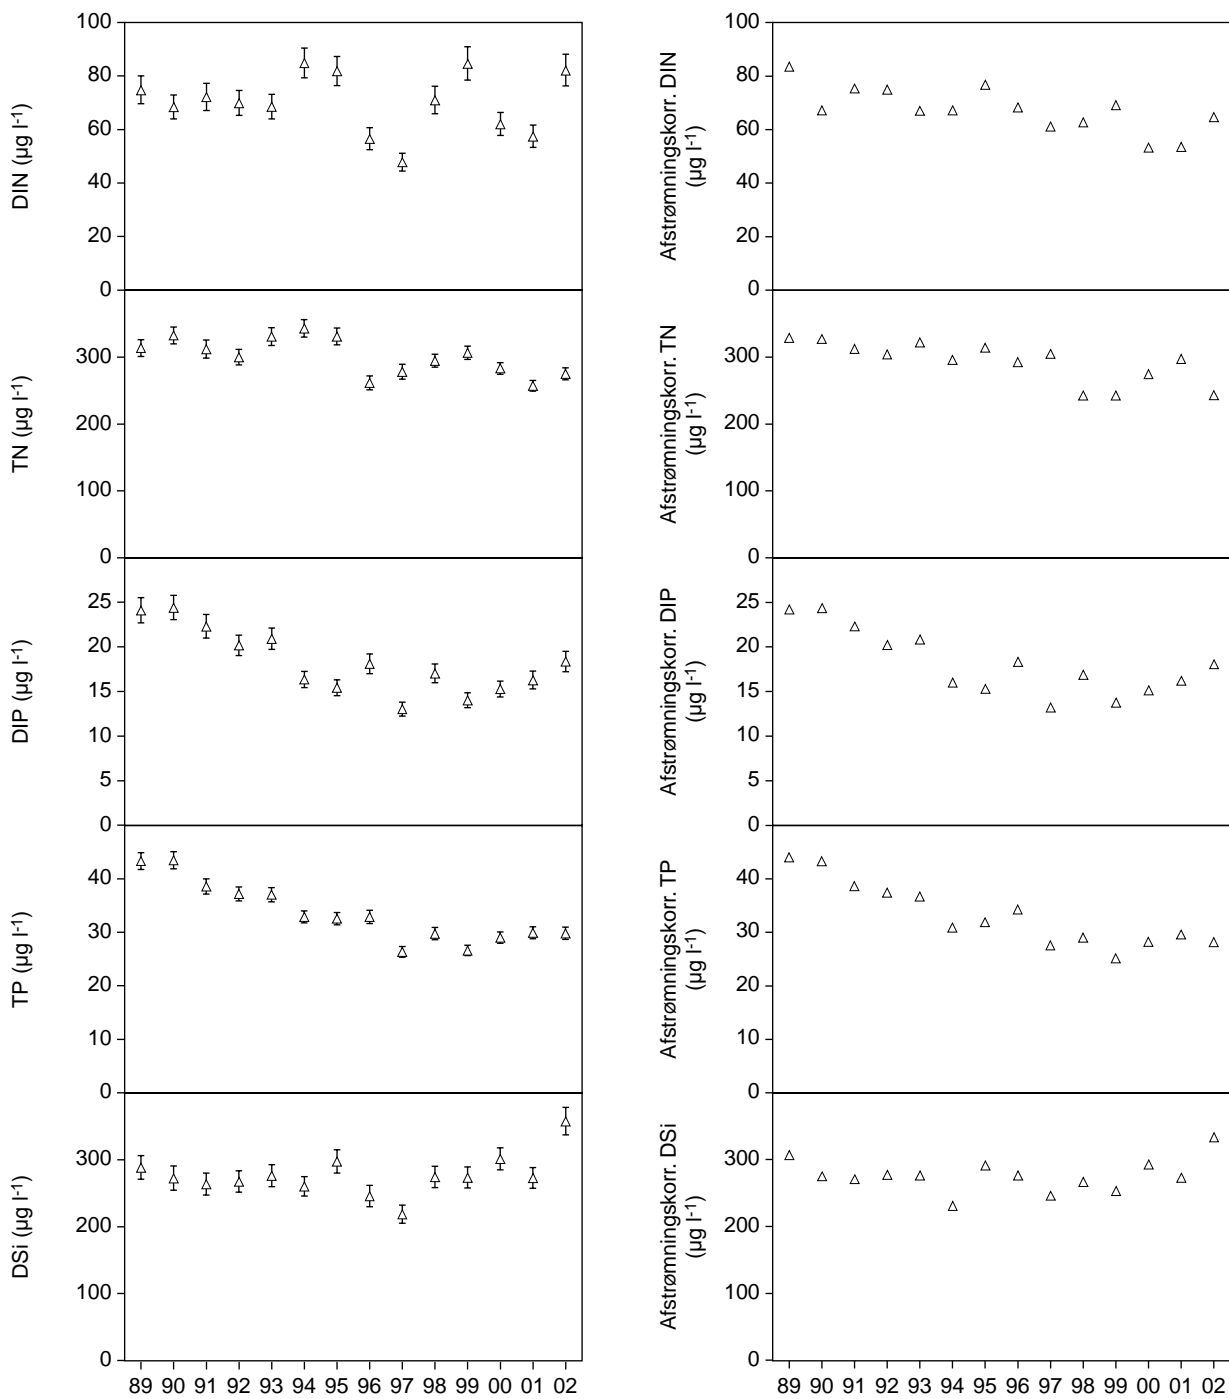 DIN (µg l-1)
100
80
60
40
20
0
TN (µg l-1)
300
200
100
0
DIP (µg l-1)
25
20
15
10
5
0
TP (µg l-1)
40
30
20
10
0
DSi (µg l-1)
300
200
100
0
89 90 91 92 93 94 95 96 97 98 99 00 01 02
Afstrømningskorr. DIN
(µg l-1)
100
80
60
40
20
0
Afstrømningskorr. TN
(µg l-1)
300
200
100
0
Afstrømningskorr. DIP
(µg l-1)
25
20
15
10
5
0
Afstrømningskorr. TP
(µg l-1)
40
30
20
10
0
Afstrømningskorr. DSi
(µg l-1)
300
200
100
0
89 90 91 92 93 94 95 96 97 98 99 00 01 02